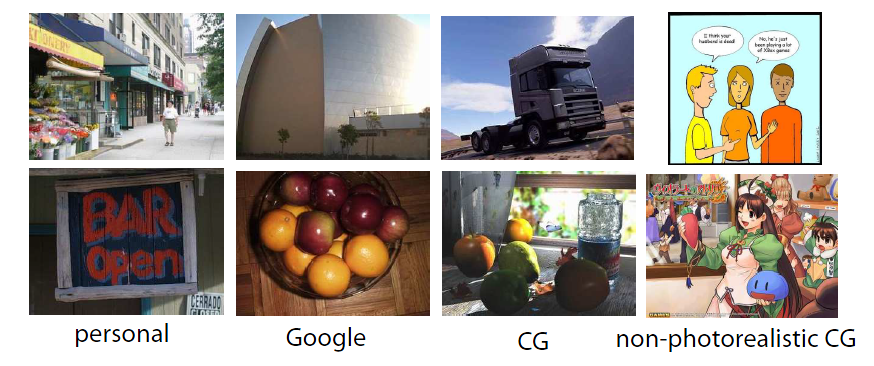 I think your
husband is dead!
No, he's just
been playing a lot
of XBox games
BAR
Open
CERRADO
CLOSED
personal
Google
CG
non-photorealistic CG